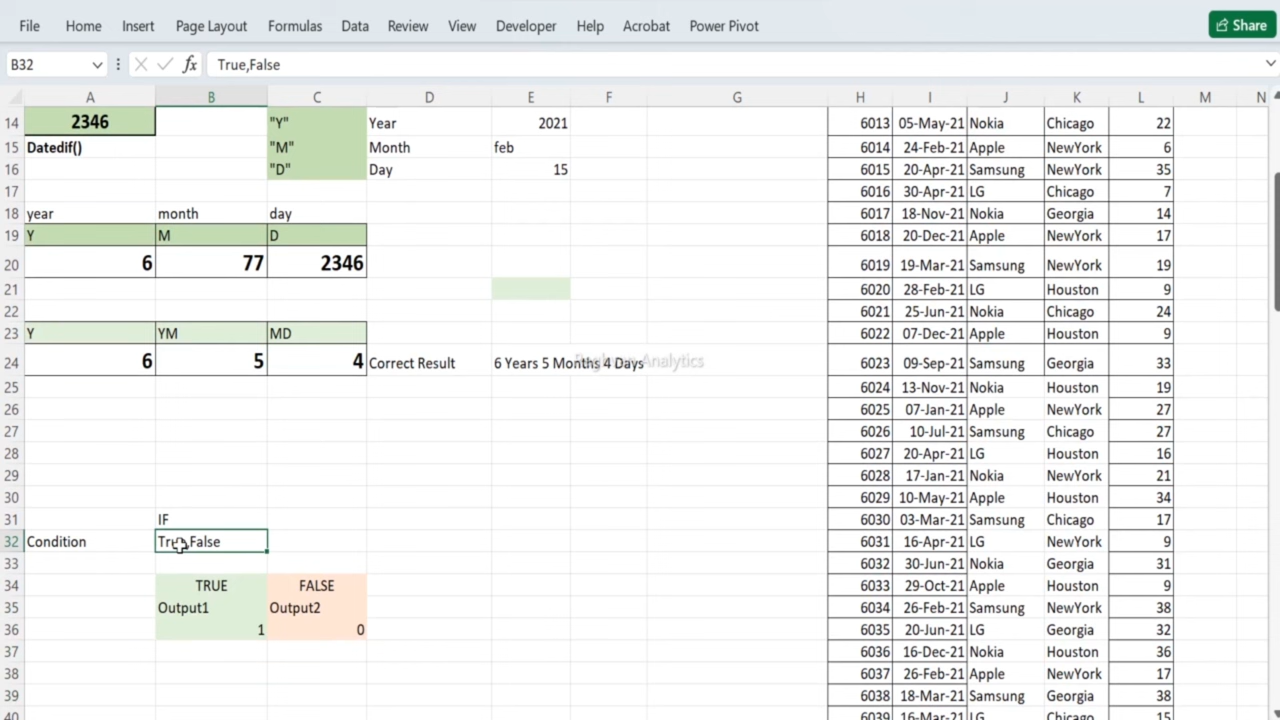 File Home Insert Page Layout Formulas Data Review View Developer Help Acrobat Power Pivot Share
B32 fx True,False
A B C D E F G H I J K L M N
14 2346 "Y" Year 2021 6013 05-May-21 Nokia Chicago 22
15 Datedif() "M" Month feb 6014 24-Feb-21 Apple NewYork 6
16 "D" Day 15 6015 20-Apr-21 Samsung NewYork 35
17 6016 30-Apr-21 LG Chicago 7
18 year month day 6017 18-Nov-21 Nokia Georgia 14
19 Y M D 6018 20-Dec-21 Apple NewYork 17
20 6 77 2346 6019 19-Mar-21 Samsung NewYork 19
21 6020 28-Feb-21 LG Houston 9
22 6021 25-Jun-21 Nokia Chicago 24
23 Y YM MD 6022 07-Dec-21 Apple Houston 9
24 6 5 4 Correct Result 6 Years 5 Months 4 Days Analytics 6023 09-Sep-21 Samsung Georgia 33
25 6024 13-Nov-21 Nokia Houston 19
26 6025 07-Jan-21 Apple NewYork 27
27 6026 10-Jul-21 Samsung Chicago 27
28 6027 20-Apr-21 LG Houston 16
29 6028 17-Jan-21 Nokia NewYork 21
30 6029 10-May-21 Apple Houston 34
31 IF 6030 03-Mar-21 Samsung Chicago 17
32 Condition True,False 6031 16-Apr-21 LG NewYork 9
33 6032 30-Jun-21 Nokia Georgia 31
34 TRUE FALSE 6033 29-Oct-21 Apple Houston 9
35 Output1 Output2 6034 26-Feb-21 Samsung NewYork 38
36 1 0 6035 20-Jun-21 LG Georgia 32
37 6036 16-Dec-21 Nokia Houston 36
38 6037 26-Feb-21 Apple NewYork 17
39 6038 18-Mar-21 Samsung Georgia 38
40 6039 16-Mar-21 LG Chicago 15